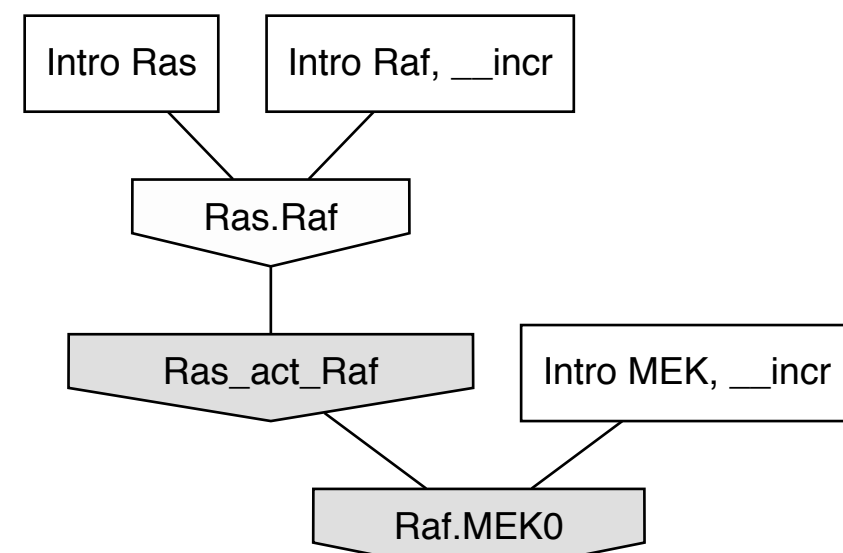 Intro Ras
Intro Raf, __incr
Ras.Raf
Ras_act_Raf
Intro MEK, __incr
Raf.MEK0